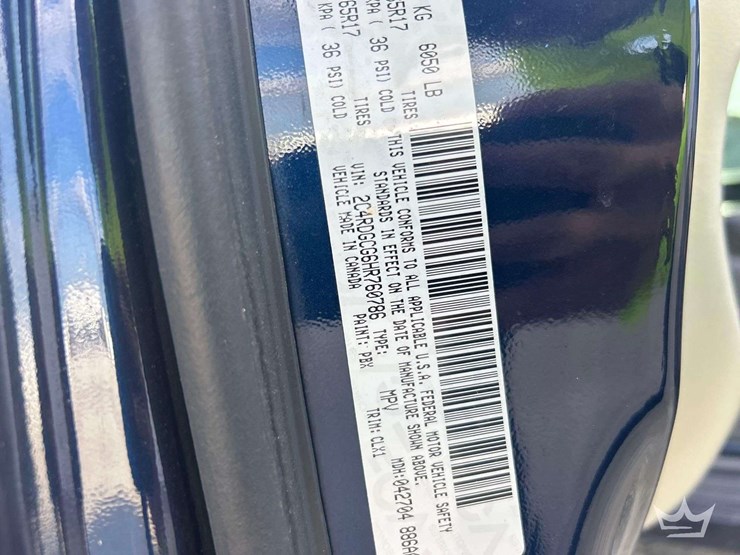 KG 6050 LB
65R17 TIRES
KPA ( 36 PSI) COLD
65R17 TIRES
KPA ( 36 PSI) COLD
THIS VEHICLE CONFORMS TO ALL APPLICABLE U.S.A. FEDERAL MOTOR VEHICLE SAFETY
STANDARDS IN EFFECT ON THE DATE OF MANUFACTURE SHOWN ABOVE.
VIN: 2C4RDGCG6HR760786 TYPE: MPV MDH:042704 886A
VEHICLE MADE IN CANADA PAINT: PBX TRIM: CLX1